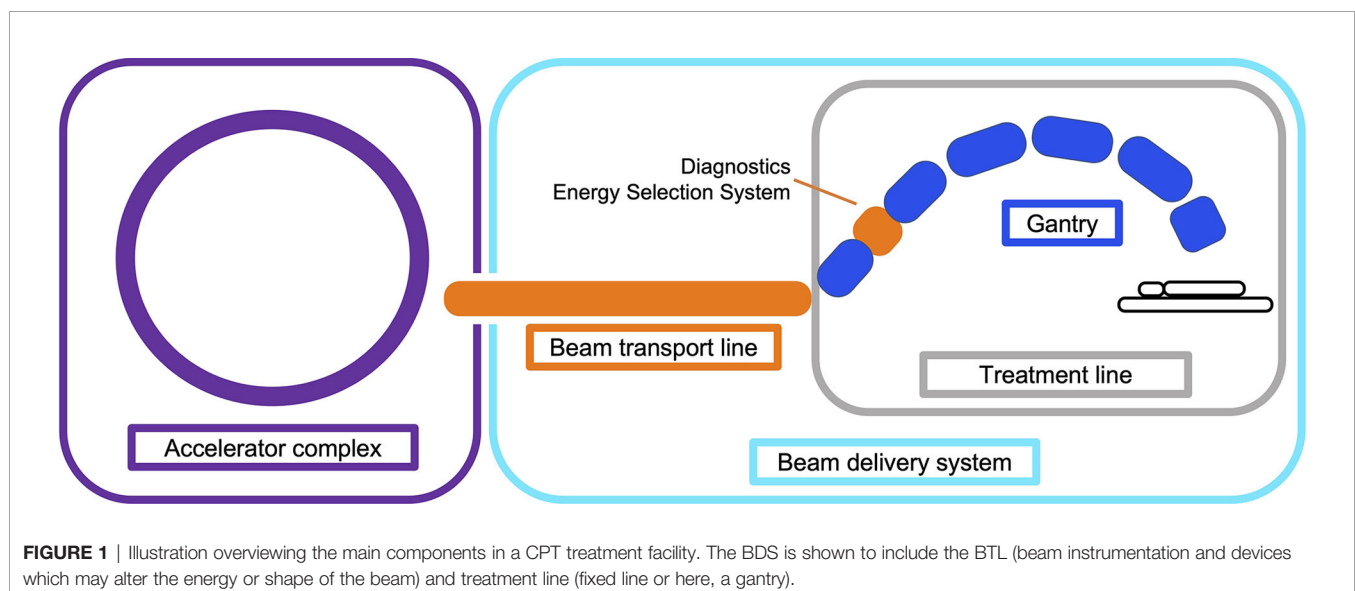 Diagnostics
Energy Selection System
Gantry
Beam transport line
Treatment line
Accelerator complex
Beam delivery system
FIGURE 1 | Illustration overviewing the main components in a CPT treatment facility. The BDS is shown to include the BTL (beam instrumentation and devices
which may alter the energy or shape of the beam) and treatment line (fixed line or here, a gantry).